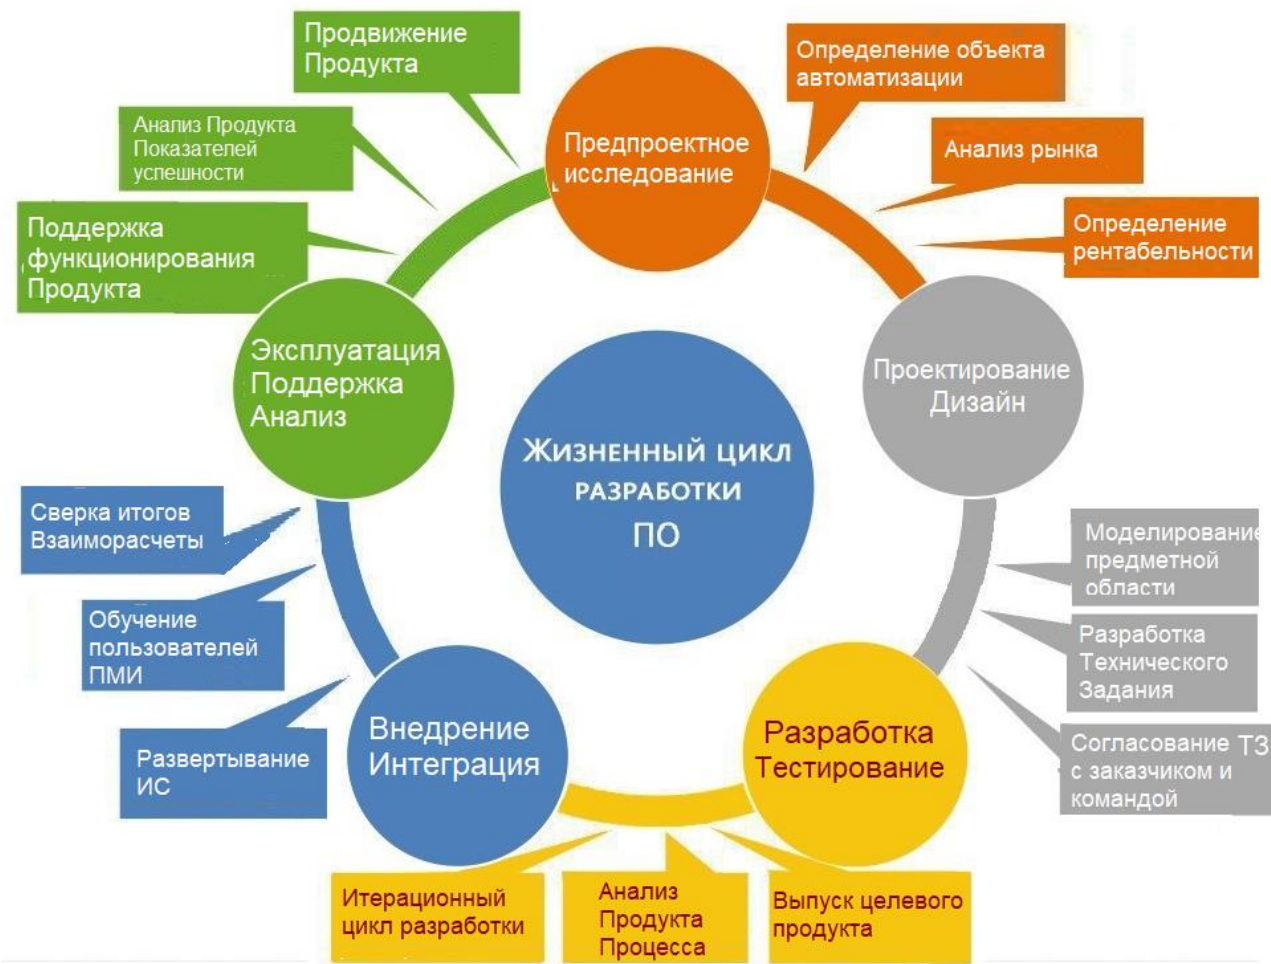 Продвижение
Продукта
Анализ Продукта
Показателей
успешности
Поддержка
функционирования
Продукта
Предпроектное
исследование
Определение объекта
автоматизации
Анализ рынка
Определение
рентабельности
Эксплуатация
Поддержка
Анализ
Проектирование
Дизайн
Жизненный цикл
разработки
ПО
Сверка итогов
Взаиморасчеты
Обучение
пользователей
ПМИ
Развертывание
ИС
Моделирование
предметной
области
Разработка
Технического
Задания
Согласование ТЗ
с заказчиком и
командой
Внедрение
Интеграция
Разработка
Тестирование
Итерационный
цикл разработки
Анализ
Продукта
Процесса
Выпуск целевого
продукта